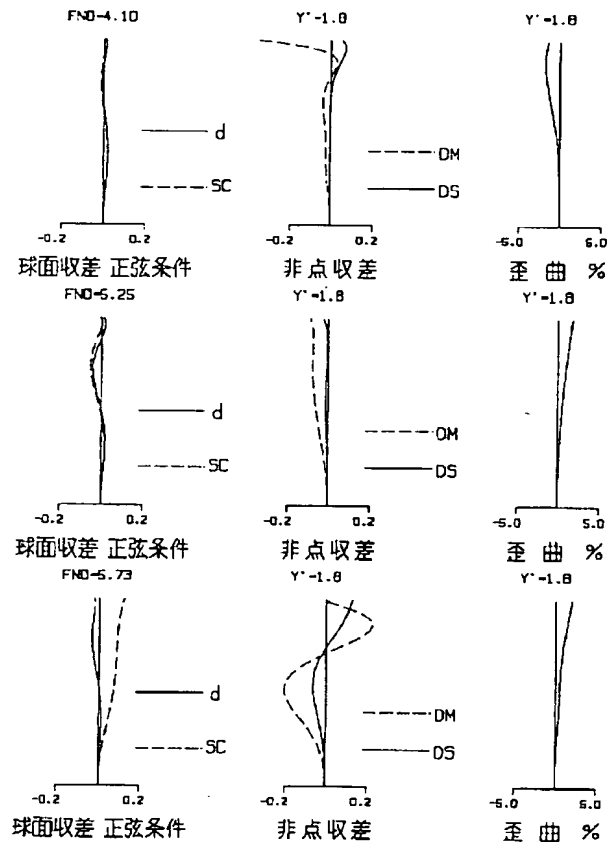 FNO-4.10 Y'-1.8 Y'-1.8
d
DM
SC
DS
-0.2 0.2 -0.2 0.2 -5.0 5.0
球面収差 正弦条件 非点収差 歪曲 %
FNO-5.25 Y'-1.8 Y'-1.8
d
DM
SC
DS
-0.2 0.2 -0.2 0.2 -5.0 5.0
球面収差 正弦条件 非点収差 歪曲 %
FNO-5.73 Y'-1.8 Y'-1.8
d
DM
SC
DS
-0.2 0.2 -0.2 0.2 -5.0 5.0
球面収差 正弦条件 非点収差 歪曲 %